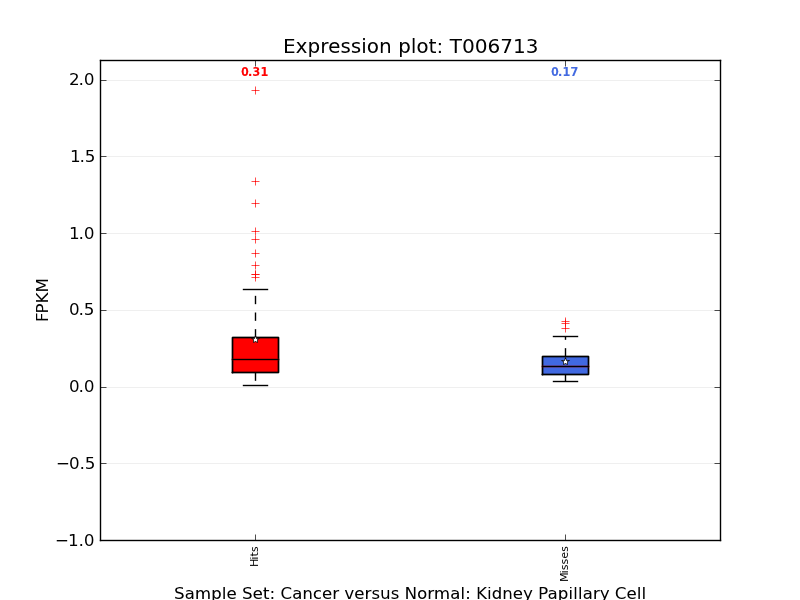 Expression plot: T006713
0.31
0.17
2.0
1.5
1.0
0.5
0.0
−0.5
−1.0
FPKM
Hits
Misses
Sample Set: Cancer versus Normal: Kidney Papillary Cell